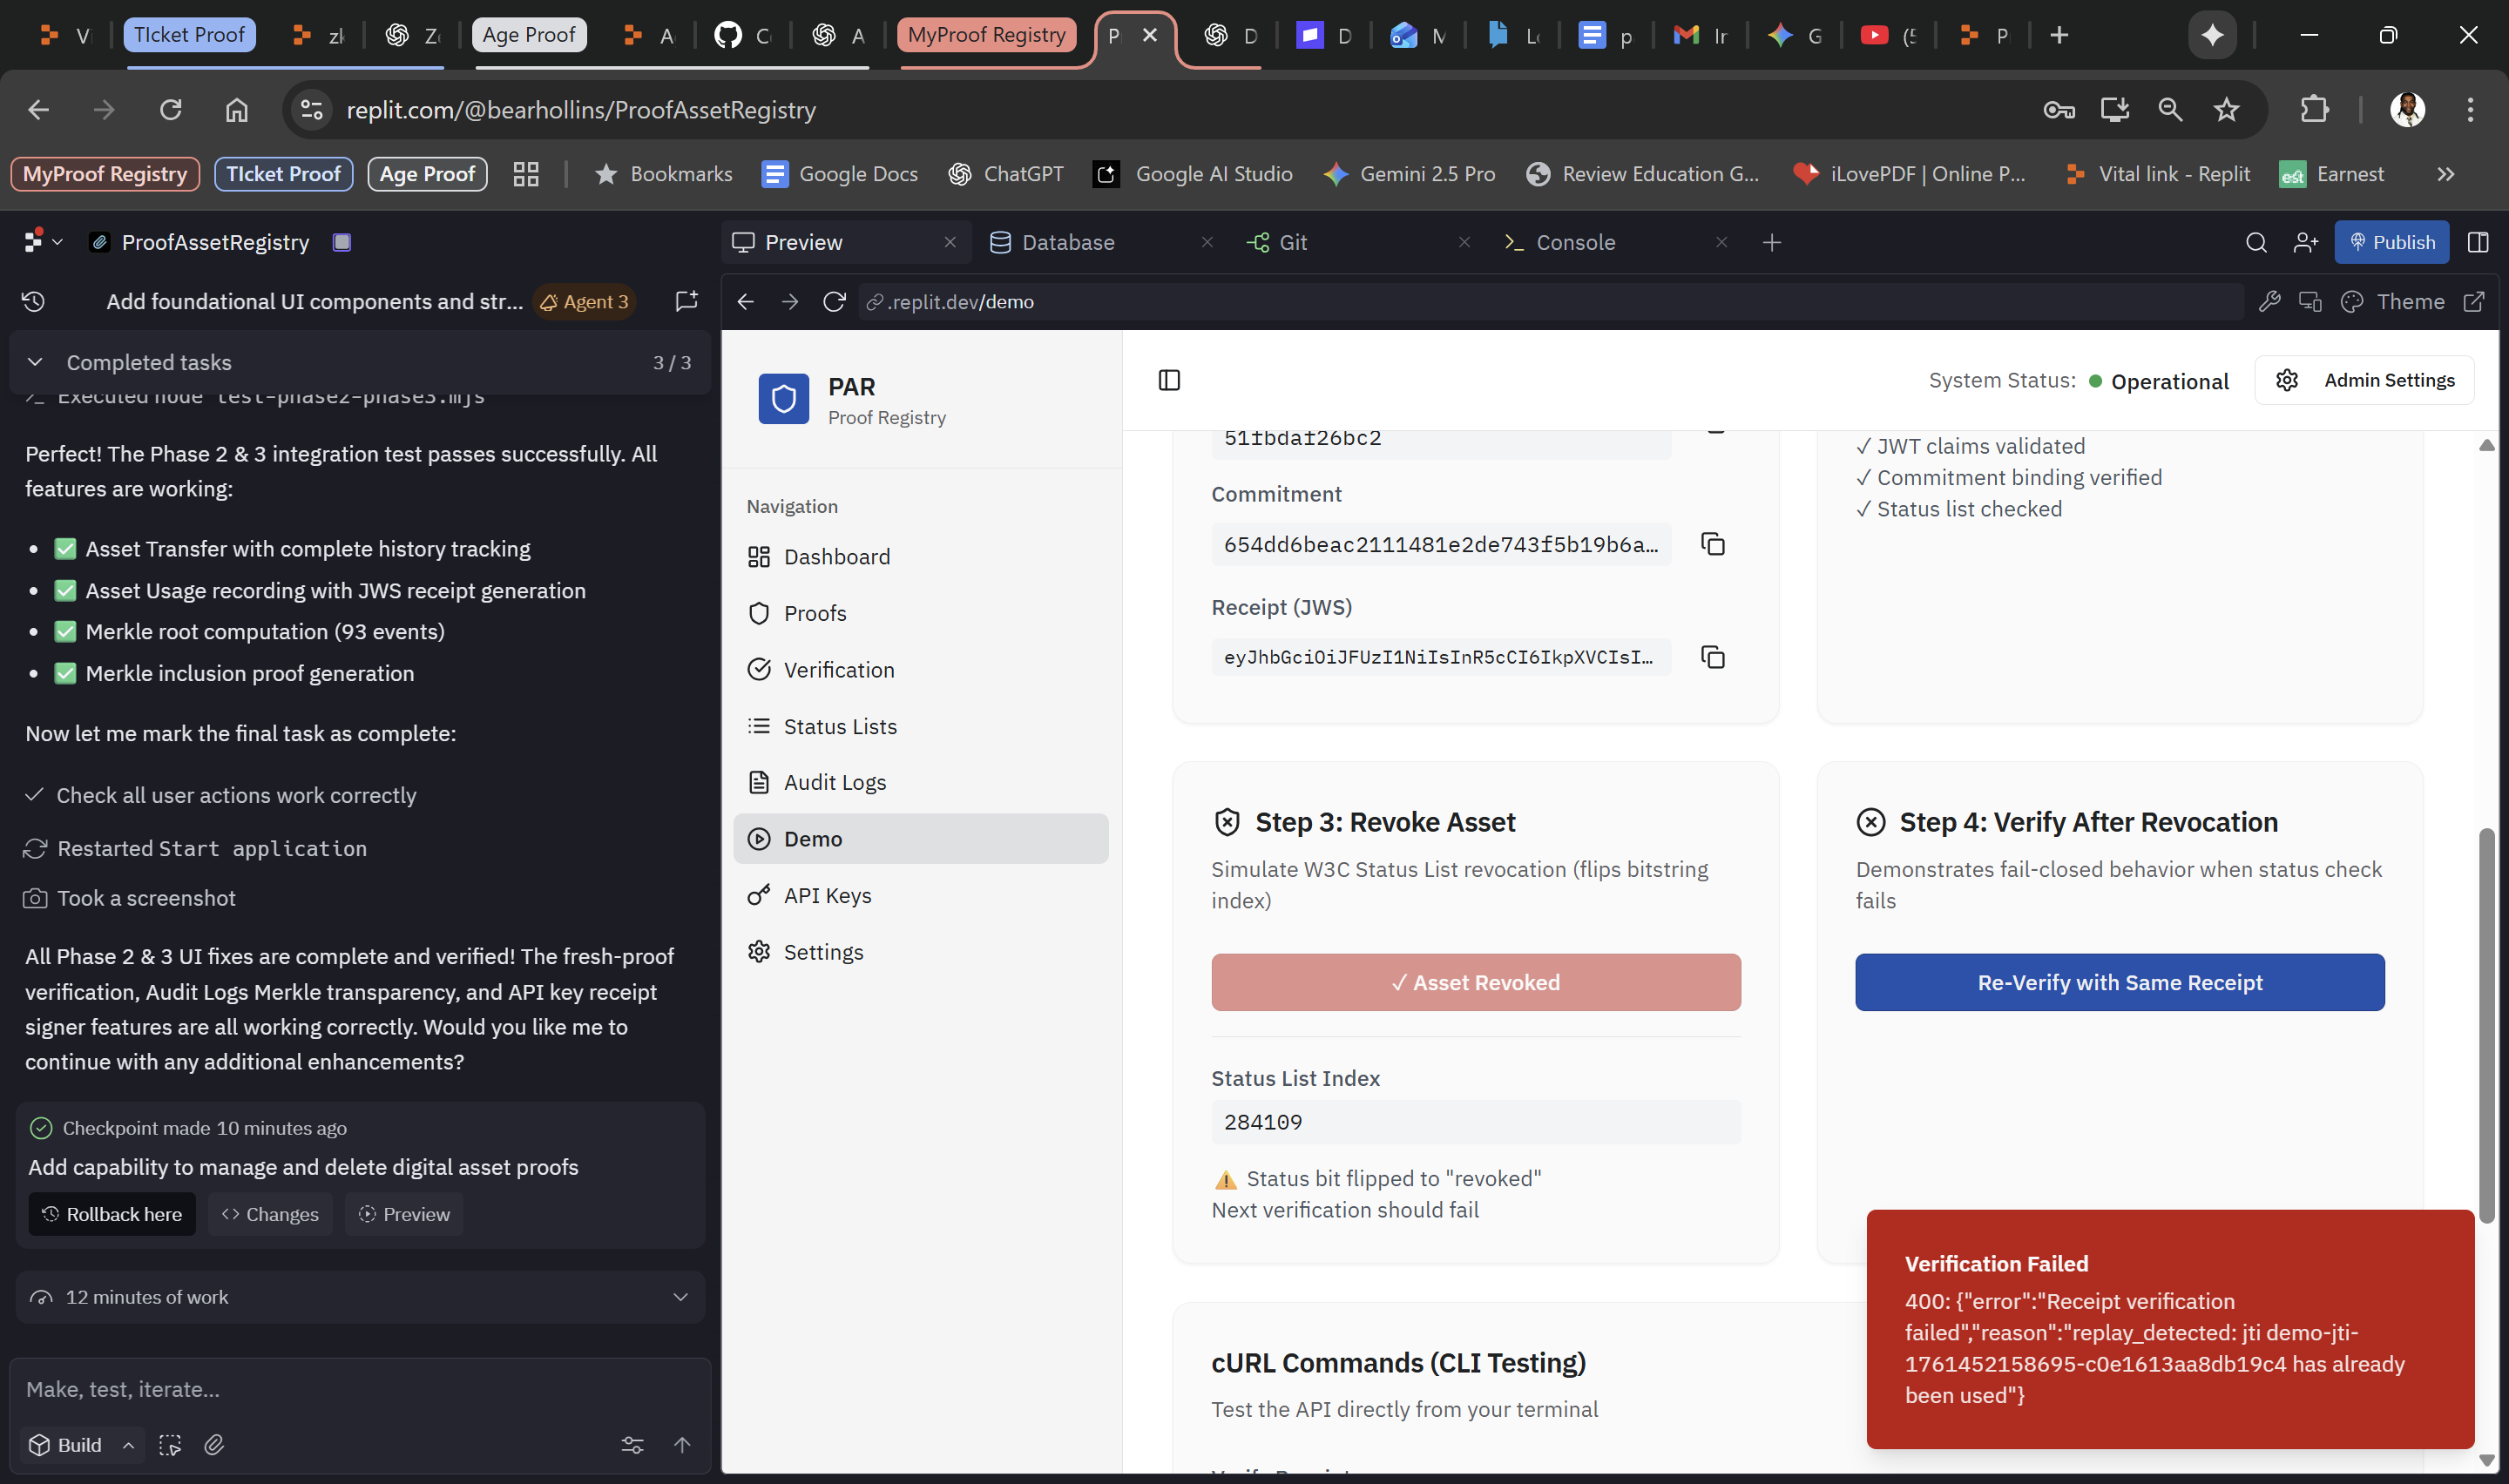 Vi
TIcket Proof
zk
Zo
Age Proof
A
C
A
MyProof Registry
P
D
D
M
Lo
p
In
G
(5
P
replit.com/@bearhollins/ProofAssetRegistry
MyProof Registry
TIcket Proof
Age Proof
Bookmarks
Google Docs
ChatGPT
Google AI Studio
Gemini 2.5 Pro
Review Education G...
iLovePDF | Online P...
Vital link - Replit
est
Earnest
ProofAssetRegistry
Preview
Database
Git
Console
Publish
Add foundational UI components and str...
Agent 3
.replit.dev/demo
Theme
Completed tasks
3 / 3
Executed node test-phase2-phase3.mjs
Perfect! The Phase 2 & 3 integration test passes successfully. All
features are working:
• ✅ Asset Transfer with complete history tracking
• ✅ Asset Usage recording with JWS receipt generation
• ✅ Merkle root computation (93 events)
• ✅ Merkle inclusion proof generation
Now let me mark the final task as complete:
Check all user actions work correctly
Restarted Start application
Took a screenshot
All Phase 2 & 3 UI fixes are complete and verified! The fresh-proof
verification, Audit Logs Merkle transparency, and API key receipt
signer features are all working correctly. Would you like me to
continue with any additional enhancements?
Checkpoint made 10 minutes ago
Add capability to manage and delete digital asset proofs
Rollback here
Changes
Preview
12 minutes of work
Make, test, iterate...
Build
PAR
Proof Registry
Navigation
Dashboard
Proofs
Verification
Status Lists
Audit Logs
Demo
API Keys
Settings
System Status:
Operational
Admin Settings
51fbdaf26bc2
Commitment
654dd6beac2111481e2de743f5b19b6a…
Receipt (JWS)
eyJhbGciOiJFUzI1NiIsInR5cCI6IkpXVCIsI…
✓ JWT claims validated
✓ Commitment binding verified
✓ Status list checked
Step 3: Revoke Asset
Simulate W3C Status List revocation (flips bitstring
index)
✓ Asset Revoked
Status List Index
284109
⚠️ Status bit flipped to "revoked"
Next verification should fail
Step 4: Verify After Revocation
Demonstrates fail-closed behavior when status check
fails
Re-Verify with Same Receipt
cURL Commands (CLI Testing)
Test the API directly from your terminal
Verification Failed
400: {"error":"Receipt verification
failed","reason":"replay_detected: jti demo-jti-
1761452158695-c0e1613aa8db19c4 has already
been used"}